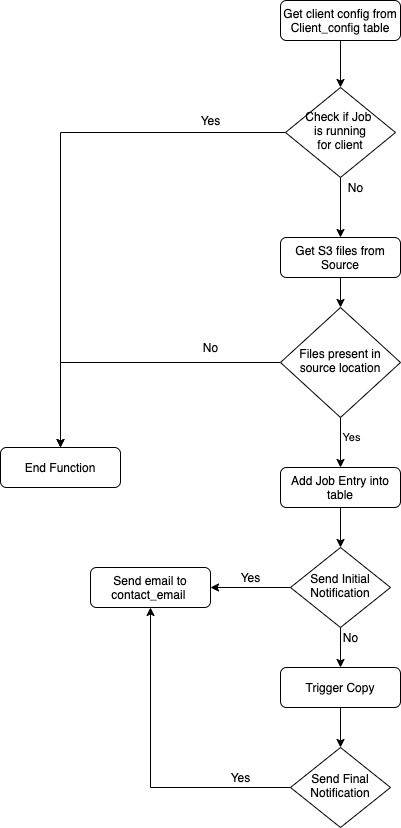 Get client config from
Client_config table
Check if Job
is running
for client
Yes
No
Get S3 files from
Source
Files present in
source location
No
Yes
End Function
Add Job Entry into
table
Send Initial
Notification
Yes
Send email to
contact_email
No
Trigger Copy
Send Final
Notification
Yes